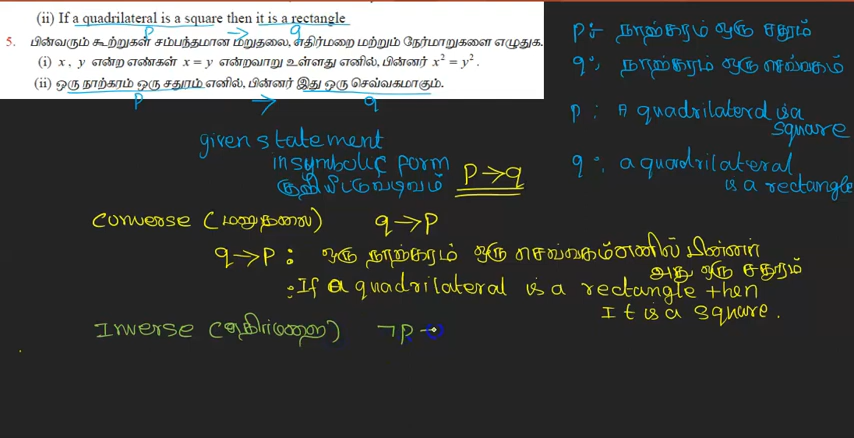 (ii) If a quadrilateral is a square then it is a rectangle
p → q
5. பின்வரும் கூற்றுகள் சம்பந்தமான மறுதலை, எதிர்மறை மற்றும் நேர்மாறுகளை எழுதுக.
(i) x, y என்ற எண்கள் x = y என்றவாறு உள்ளது எனில், பின்னர் x² = y².
(ii) ஒரு நாற்கரம் ஒரு சதுரம் எனில், பின்னர் இது ஒரு செவ்வகமாகும்.
p → q
p :- நாற்கரம் ஒரு சதுரம்
q : நாற்கரம் ஒரு செவ்வகம்
p : A quadrilateral is a
square
q : a quadrilateral
is a rectangle
given statement
in symbolic form
குறியீட்டு வடிவம் p → q
Converse (மறுதலை) q → p
q → p : ஒரு நாற்கரம் ஒரு செவ்வகம் எனில் பின்னர்
அது ஒரு சதுரம்
: If a quadrilateral is a rectangle then
It is a square.
Inverse (எதிர்மறை) ¬p →